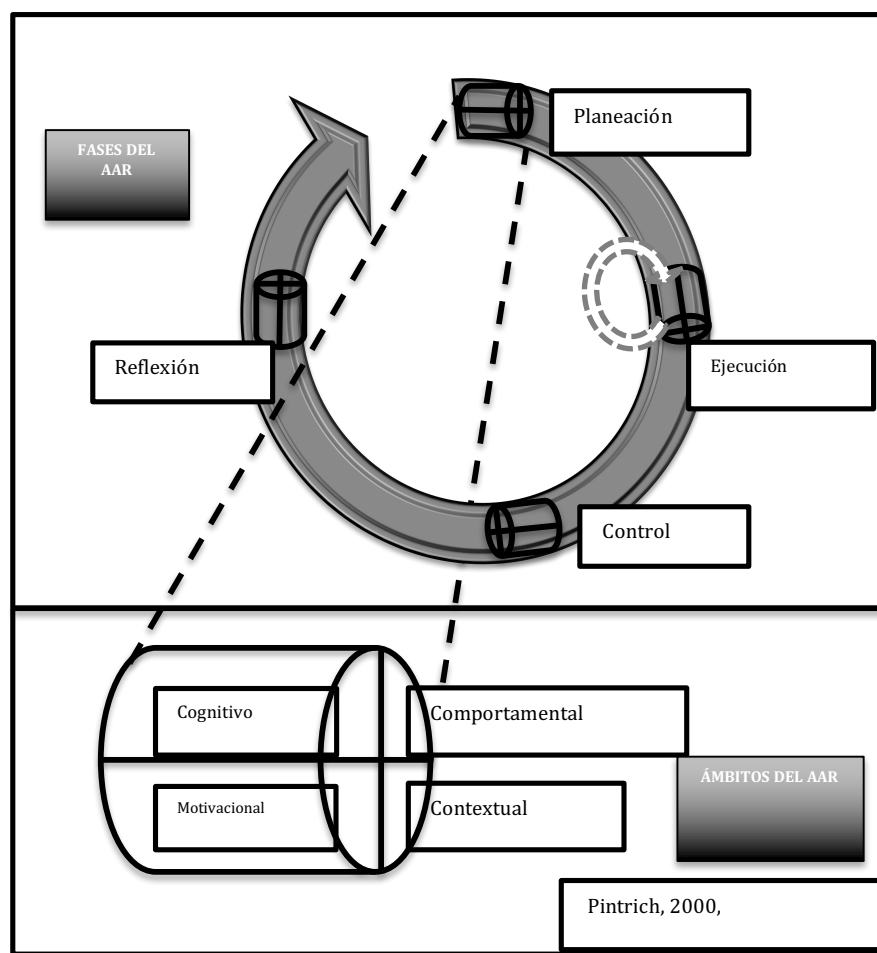 Planeación
FASES DEL
AAR
Reflexión
Ejecución
Control
Cognitivo
Comportamental
Motivacional
Contextual
ÁMBITOS DEL AAR
Pintrich, 2000,